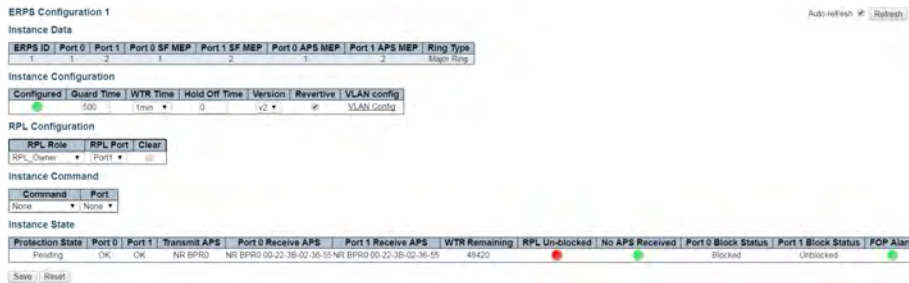 ERPS Configuration 1
Auto-refresh Refresh
Instance Data
ERPS ID Port 0 Port 1 Port 0 SF MEP Port 1 SF MEP Port 0 APS MEP Port 1 APS MEP Ring Type
1 1 2 1 2 1 2 Major Ring
Instance Configuration
Configured Guard Time WTR Time Hold Off Time Version Revertive VLAN config
500 1min 0 v2 VLAN Config
RPL Configuration
RPL Role RPL Port Clear
RPL_Owner Port1
Instance Command
Command Port
None None
Instance State
Protection State Port 0 Port 1 Transmit APS Port 0 Receive APS Port 1 Receive APS WTR Remaining RPL Un-blocked No APS Received Port 0 Block Status Port 1 Block Status FOP Alarm
Pending OK OK NR BPR0 NR BPR0 00-22-3B-02-36-55 NR BPR0 00-22-3B-02-36-55 46420 Blocked Unblocked
Save Reset